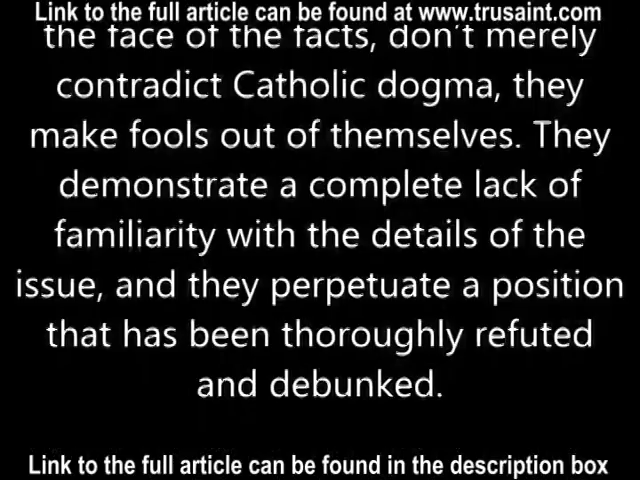 Link to the full article can be found at www.trusaint.com
the face of the facts, don't merely
contradict Catholic dogma, they
make fools out of themselves. They
demonstrate a complete lack of
familiarity with the details of the
issue, and they perpetuate a position
that has been thoroughly refuted
and debunked.
Link to the full article can be found in the description box